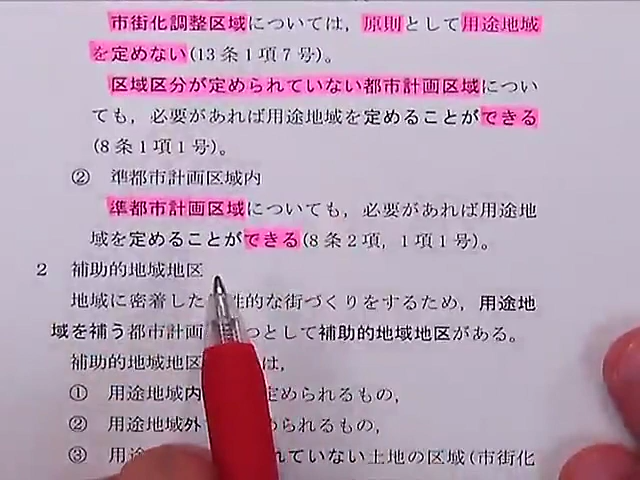 市街化調整区域については，原則として用途地域
を定めない(13条1項7号)。
区域区分が定められていない都市計画区域につい
ても，必要があれば用途地域を定めることができる
(8条1項1号)。
② 準都市計画区域内
準都市計画区域についても，必要があれば用途地
域を定めることができる(8条2項，1項1号)。
2 補助的地域地区
地域に密着した 性的な街づくりをするため，用途地
域を補う都市計画 つとして補助的地域地区がある。
補助的地域地区 は，
① 用途地域内 定められるもの，
② 用途地域外 められるもの，
③ 用 れていない土地の区域(市街化